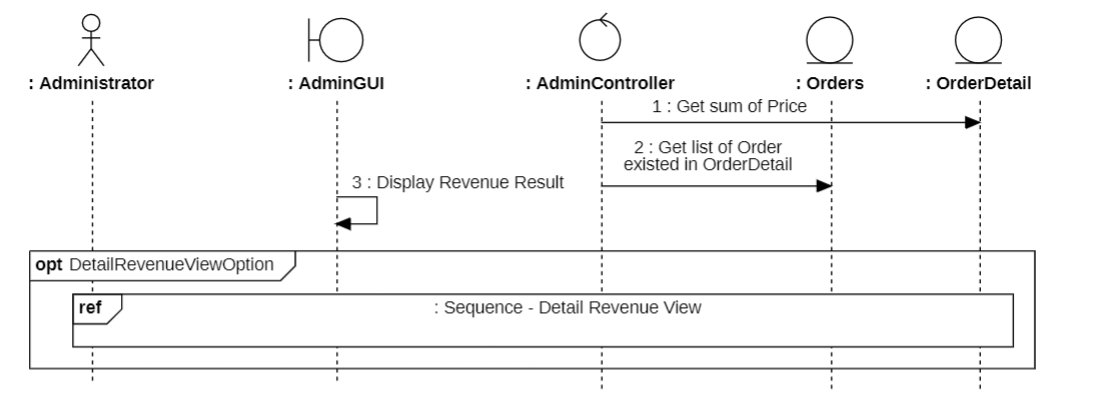 : Administrator
: AdminGUI
: AdminController
: Orders
: OrderDetail
1 : Get sum of Price
2 : Get list of Order
existed in OrderDetail
3 : Display Revenue Result
opt DetailRevenueViewOption
ref
: Sequence - Detail Revenue View